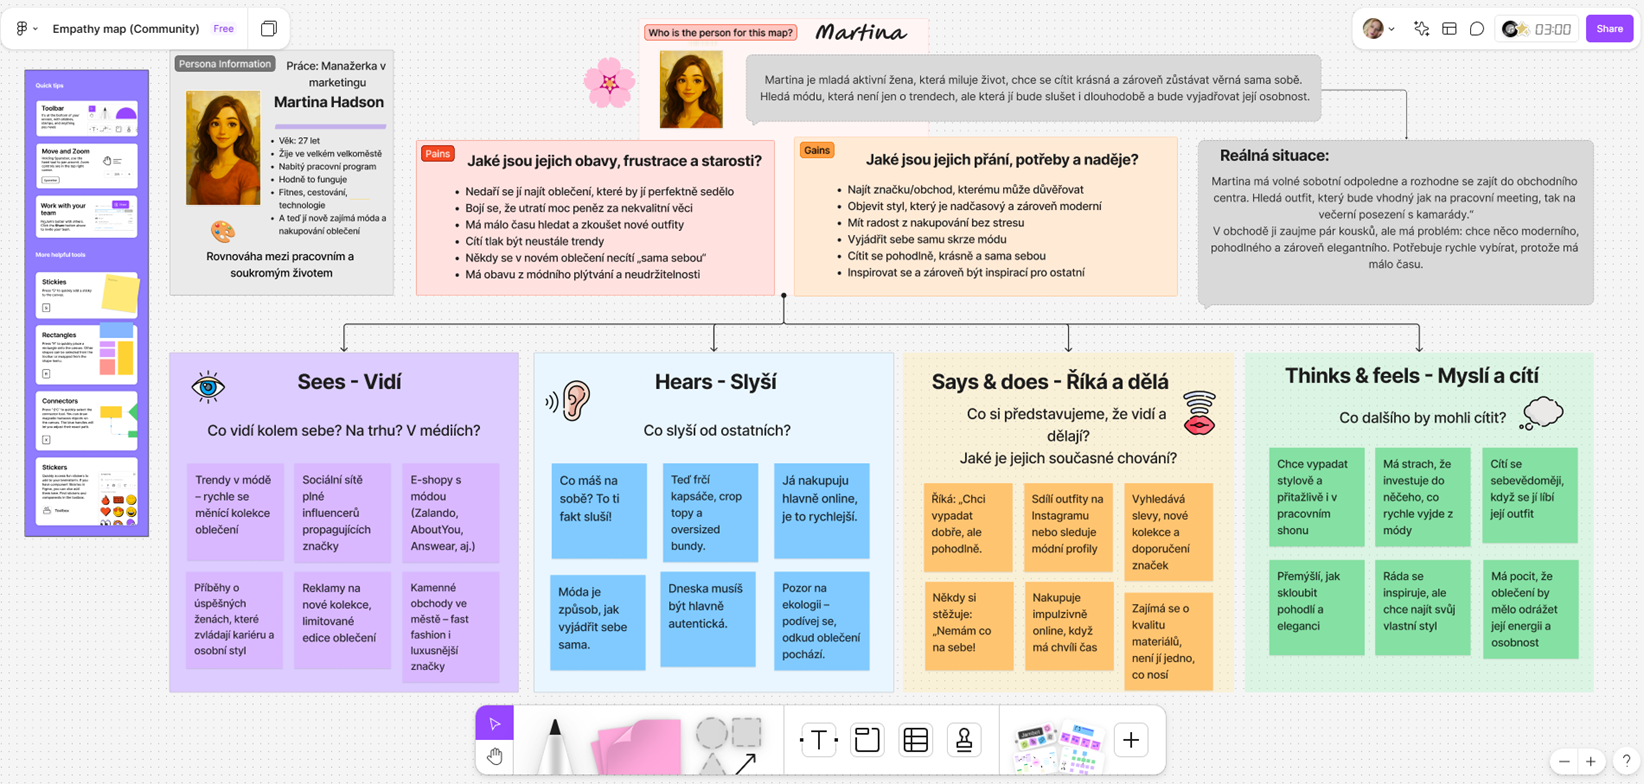 Empathy map (Community)
Free
03:00
Share
Quick tips
Toolbar
Move and Zoom
Work with your
team
More helpful tools
Stickies
Rectangles
Connectors
Stickers
Persona Information
Práce: Manažerka v
marketingu
Martina Hadson
Věk: 27 let
Žije ve velkém velkoměstě
Nabitý pracovní program
Hodně to funguje
Fitnes, cestování,
technologie
A teď jí nově zajímá móda a
nakupování oblečení
Rovnováha mezi pracovním a
soukromým životem
Who is the person for this map?
Martina
Martina je mladá aktivní žena, která miluje život, chce se cítit krásná a zároveň zůstávat věrná sama sobě.
Hledá módu, která není jen o trendech, ale která jí bude slušet i dlouhodobě a bude vyjadřovat její osobnost.
Pains
Jaké jsou jejich obavy, frustrace a starosti?
Nedaří se jí najít oblečení, které by jí perfektně sedělo
Bojí se, že utratí moc peněz za nekvalitní věci
Má málo času hledat a zkoušet nové outfity
Cítí tlak být neustále trendy
Někdy se v novém oblečení necítí „sama sebou“
Má obavu z módního plýtvání a neudržitelnosti
Gains
Jaké jsou jejich přání, potřeby a naděje?
Najít značku/obchod, kterému může důvěřovat
Objevit styl, který je nadčasový a zároveň moderní
Mít radost z nakupování bez stresu
Vyjádřit sebe samu skrze módu
Cítit se pohodlně, krásně a sama sebou
Inspirovat se a zároveň být inspirací pro ostatní
Reálná situace:
Martina má volné sobotní odpoledne a rozhodne se zajít do obchodního
centra. Hledá outfit, který bude vhodný jak na pracovní meeting, tak na
večerní posezení s kamarády.“
V obchodě ji zaujme pár kousků, ale má problém: chce něco moderního,
pohodlného a zároveň elegantního. Potřebuje rychle vybírat, protože má
málo času.
Sees - Vidí
Co vidí kolem sebe? Na trhu? V médiích?
Trendy v módě
– rychle se
měnící kolekce
oblečení
Sociální sítě
plné
influencerů
propagujících
značky
E-shopy s
módou
(Zalando,
AboutYou,
Answear, aj.)
Příběhy o
úspěšných
ženách, které
zvládají kariéru a
osobní styl
Reklamy na
nové kolekce,
limitované
edice oblečení
Kamenné
obchody ve
městě – fast
fashion i
luxusnější
značky
Hears - Slyší
Co slyší od ostatních?
Co máš na
sobě? To ti
fakt sluší!
Teď frčí
kapsáče, crop
topy a
oversized
bundy.
Já nakupuju
hlavně online,
je to rychlejší.
Móda je
způsob, jak
vyjádřit sebe
sama.
Dneska musíš
být hlavně
autentická.
Pozor na
ekologii –
podívej se,
odkud oblečení
pochází.
Says & does - Říká a dělá
Co si představujeme, že vidí a
dělají?
Jaké je jejich současné chování?
Říká: „Chci
vypadat
dobře, ale
pohodlně.
Sdílí outfity na
Instagramu
nebo sleduje
módní profily
Vyhledává
slevy, nové
kolekce a
doporučení
značek
Někdy si
stěžuje:
„Nemám co
na sebe!
Nakupuje
impulzivně
online, když
má chvíli čas
Zajímá se o
kvalitu
materiálů,
není jí jedno,
co nosí
Thinks & feels - Myslí a cítí
Co dalšího by mohli cítit?
Chce vypadat
stylově a
přitažlivě i v
pracovním
shonu
Má strach, že
investuje do
něčeho, co
rychle vyjde z
módy
Cítí se
sebevědoměji,
když se jí líbí
její outfit
Přemýšlí, jak
skloubit
pohodlí a
eleganci
Ráda se
inspiruje, ale
chce najít svůj
vlastní styl
Má pocit, že
oblečení by
mělo odrážet
její energii a
osobnost